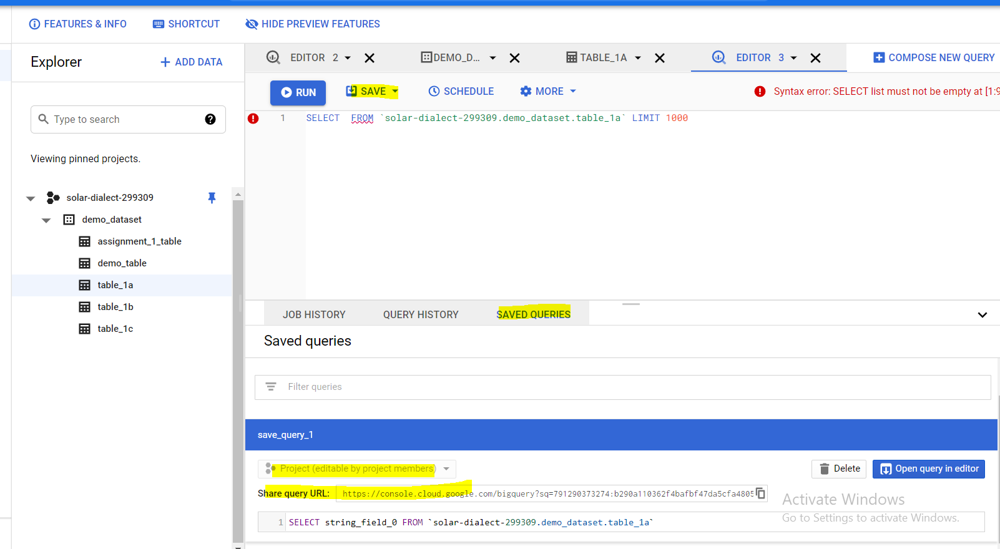 FEATURES & INFO SHORTCUT HIDE PREVIEW FEATURES
Explorer + ADD DATA
EDITOR 2 DEMO_D... TABLE_1A EDITOR 3 COMPOSE NEW QUERY
RUN SAVE SCHEDULE MORE Syntax error: SELECT list must not be empty at [1:9
1 SELECT FROM `solar-dialect-299309.demo_dataset.table_1a` LIMIT 1000
Type to search
Viewing pinned projects.
solar-dialect-299309
demo_dataset
assignment_1_table
demo_table
table_1a
table_1b
table_1c
JOB HISTORY QUERY HISTORY SAVED QUERIES
Saved queries
Filter queries
save_query_1
Project (editable by project members) Delete Open query in editor
Share query URL: https://console.cloud.google.com/bigquery?sq=791290373274:b290a110362f4bafbf47da5cfa4805
1 SELECT string_field_0 FROM `solar-dialect-299309.demo_dataset.table_1a`
Activate Windows
Go to Settings to activate Windows.